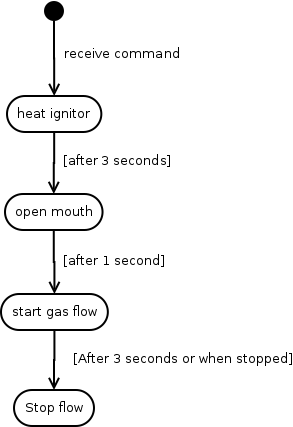 receive command
heat ignitor
[after 3 seconds]
open mouth
[after 1 second]
start gas flow
[After 3 seconds or when stopped]
Stop flow